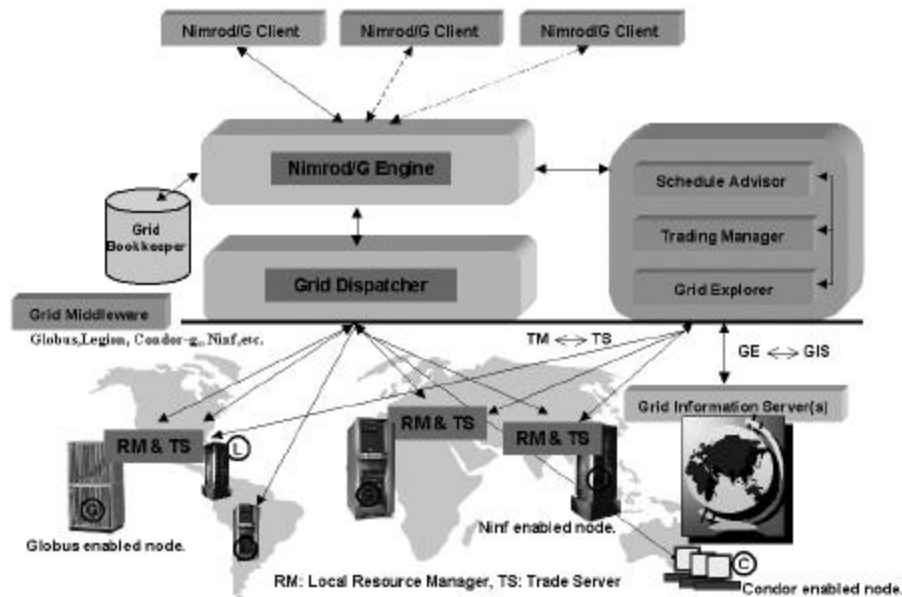 Nimrod/G Client
Nimrod/G Client
Nimrod/G Client
Nimrod/G Engine
Schedule Advisor
Trading Manager
Grid Explorer
Grid
Bookkeeper
Grid Dispatcher
Grid Middleware
Globus,Legion, Condor-g,, Ninf,etc.
TM TS
GE GIS
Grid Information Server(s)
RM & TS
RM & TS
RM & TS
L
G
Globus enabled node.
Ninf enabled node.
C
RM: Local Resource Manager, TS: Trade Server
Condor enabled node.